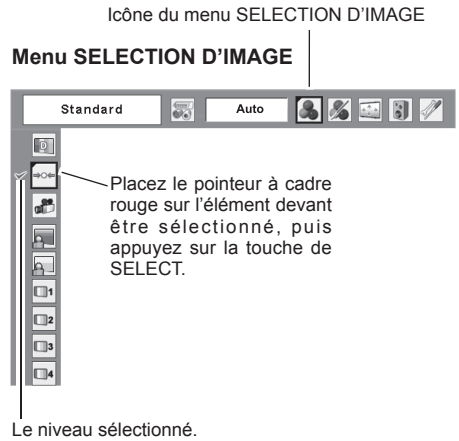 Icône du menu SELECTION D'IMAGE
Menu SELECTION D'IMAGE
Standard
Auto
Placez le pointeur à cadre
rouge sur l'élément devant
être sélectionné, puis
appuyez sur la touche de
SELECT.
1
2
3
4
Le niveau sélectionné.